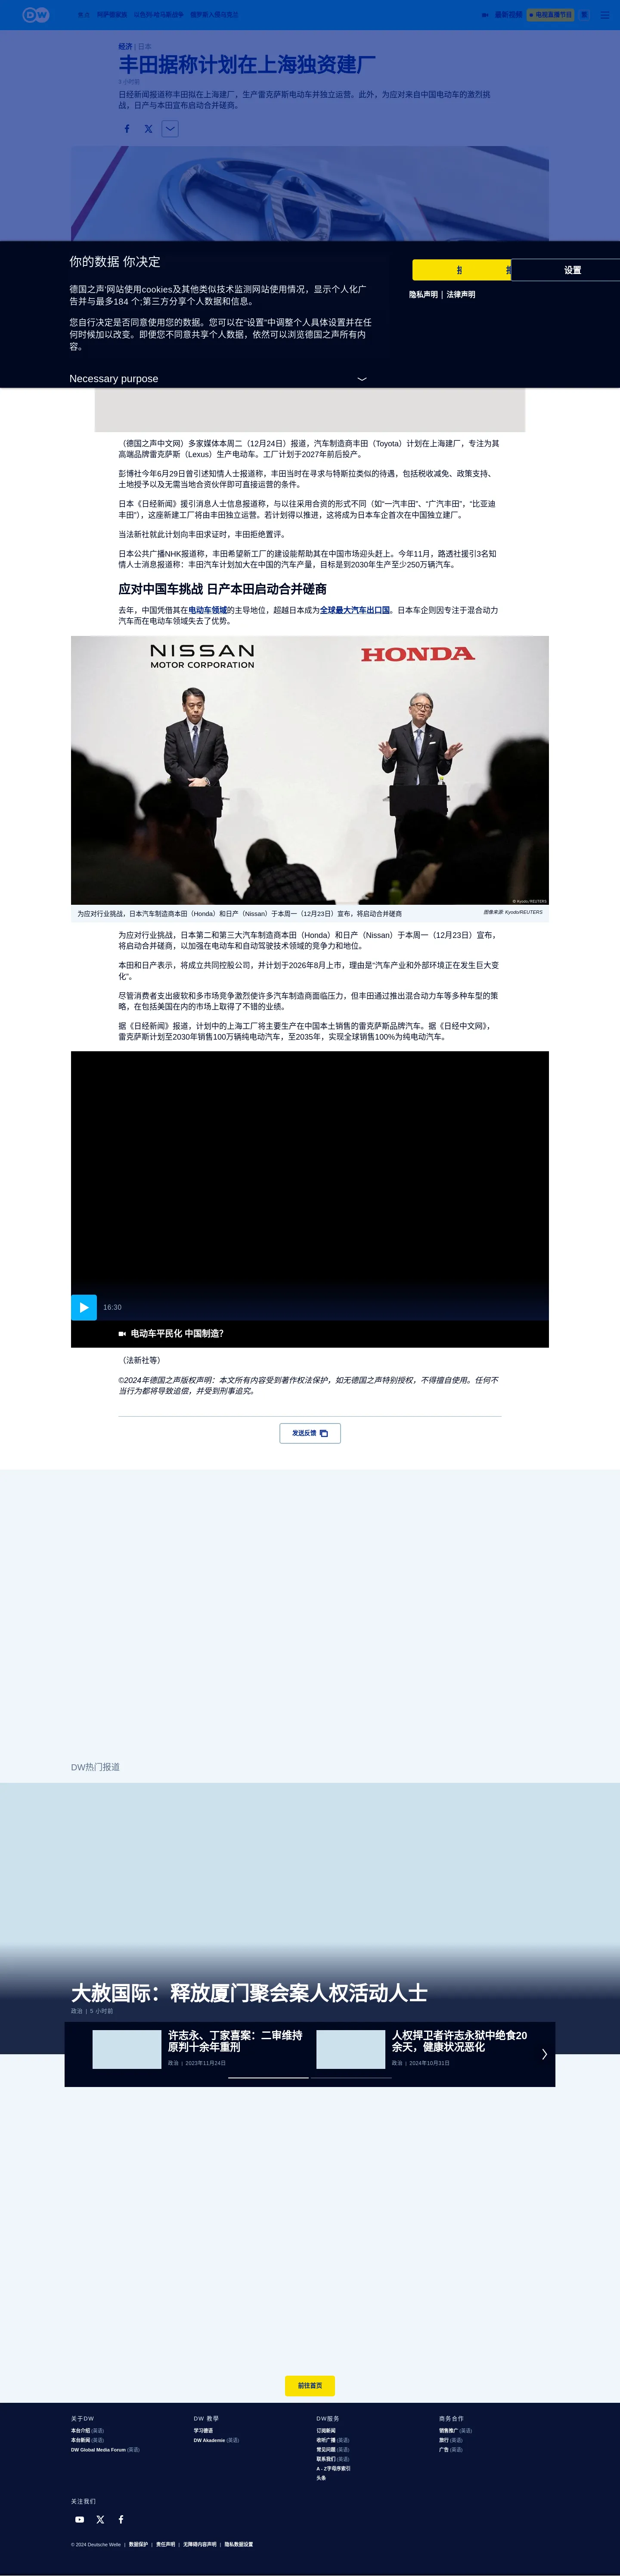 DW
最新视频
电视直播节目
经济 | 日本
丰田据称计划在上海独资建厂
日经新闻报道称丰田拟在上海建厂，生产雷克萨斯电动车并独立运营。此外，为应对来自中国电动车的激烈挑
战，日产与本田宣布启动合并磋商。
你的数据 你决定
设置
德国之声‘网站使用cookies及其他类似技术监测网站使用情况，显示个人化广
告并与最多184 个;第三方分享个人数据和信息。
隐私声明 | 法律声明
您自行决定是否同意使用您的数据。您可以在“设置”中调整个人具体设置并在任
何时候加以改变。即便您不同意共享个人数据，依然可以浏览德国之声所有内
容。
Necessary purpose
（德国之声中文网）多家媒体本周二（12月24日）报道，汽车制造商丰田（Toyota）计划在上海建厂，专注为其
高端品牌雷克萨斯（Lexus）生产电动车。工厂计划于2027年前后投产。
彭博社今年6月29日曾引述知情人士报道称，丰田当时在寻求与特斯拉类似的待遇，包括税收减免、政策支持、
土地授予以及无需当地合资伙伴即可直接运营的条件。
日本《日经新闻》援引消息人士信息报道称，与以往采用合资的形式不同（如“一汽丰田”、“广汽丰田”，“比亚迪
丰田”），这座新建工厂将由丰田独立运营。若计划得以推进，这将成为日本车企首次在中国独立建厂。
当法新社就此计划向丰田求证时，丰田拒绝置评。
日本公共广播NHK报道称，丰田希望新工厂的建设能帮助其在中国市场迎头赶上。今年11月，路透社援引3名知
情人士消息报道称：丰田汽车计划加大在中国的汽车产量，目标是到2030年生产至少250万辆汽车。
应对中国车挑战 日产本田启动合并磋商
去年，中国凭借其在电动车领域的主导地位，超越日本成为全球最大汽车出口国。日本车企则因专注于混合动力
汽车而在电动车领域失去了优势。
NISSAN
MOTOR CORPORATION
HONDA
© Kyodo/REUTERS
为应对行业挑战，日本汽车制造商本田（Honda）和日产（Nissan）于本周一（12月23日）宣布，将启动合并磋商
图像来源: Kyodo/REUTERS
为应对行业挑战，日本第二和第三大汽车制造商本田（Honda）和日产（Nissan）于本周一（12月23日）宣布，
将启动合并磋商，以加强在电动车和自动驾驶技术领域的竞争力和地位。
本田和日产表示，将成立共同控股公司，并计划于2026年8月上市，理由是“汽车产业和外部环境正在发生巨大变
化”。
尽管消费者支出疲软和多市场竞争激烈使许多汽车制造商面临压力，但丰田通过推出混合动力车等多种车型的策
略，在包括美国在内的市场上取得了不错的业绩。
据《日经新闻》报道，计划中的上海工厂将主要生产在中国本土销售的雷克萨斯品牌汽车。据《日经中文网》，
雷克萨斯计划至2030年销售100万辆纯电动汽车，至2035年，实现全球销售100%为纯电动汽车。
16:30
电动车平民化 中国制造？
（法新社等）
©2024年德国之声版权声明：本文所有内容受到著作权法保护，如无德国之声特别授权，不得擅自使用。任何不
当行为都将导致追偿，并受到刑事追究。
发送反馈
DW热门报道
大赦国际：释放厦门聚会案人权活动人士
政治 | 5 小时前
许志永、丁家喜案：二审维持
原判十余年重刑
政治 | 2023年11月24日
人权捍卫者许志永狱中绝食20
余天，健康状况恶化
政治 | 2024年10月31日
前往首页
关于DW
本台介绍 (英语)
本台新闻 (英语)
DW Global Media Forum (英语)
DW 教学
学习德语
DW Akademie (英语)
DW服务
订阅新闻
收听广播 (英语)
常见问题 (英语)
联系我们 (英语)
A - Z字母序索引
头条
商务合作
销售推广 (英语)
旅行 (英语)
广告 (英语)
关注我们
© 2024 Deutsche Welle | 数据保护 | 责任声明 | 无障碍内容声明 | 隐私数据设置